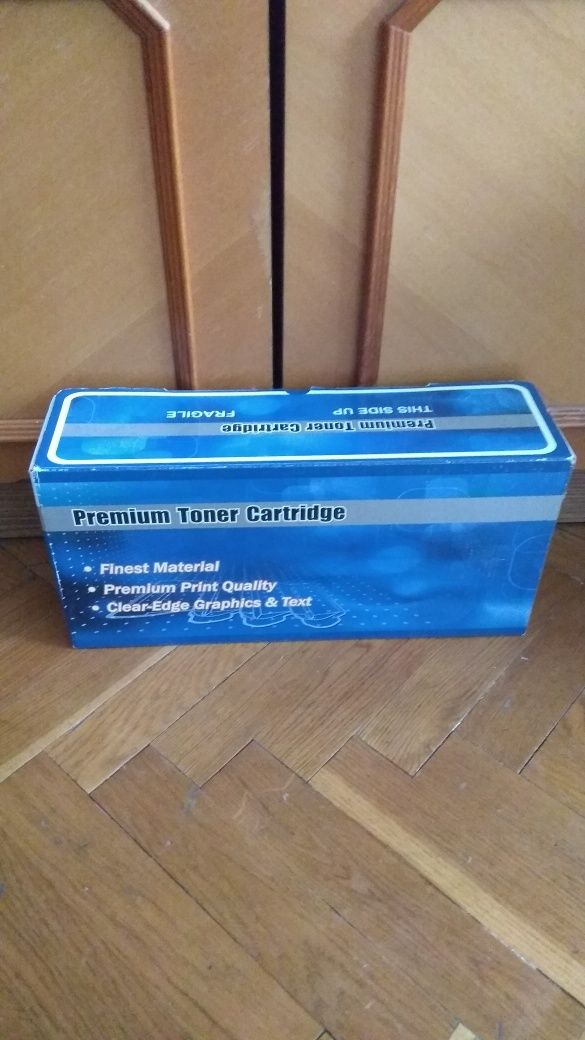 THIS SIDE UP
FRAGILE
Premium Toner Cartridge
Premium Toner Cartridge
• Finest Material
• Premium Print Quality
• Clear-Edge Graphics & Text